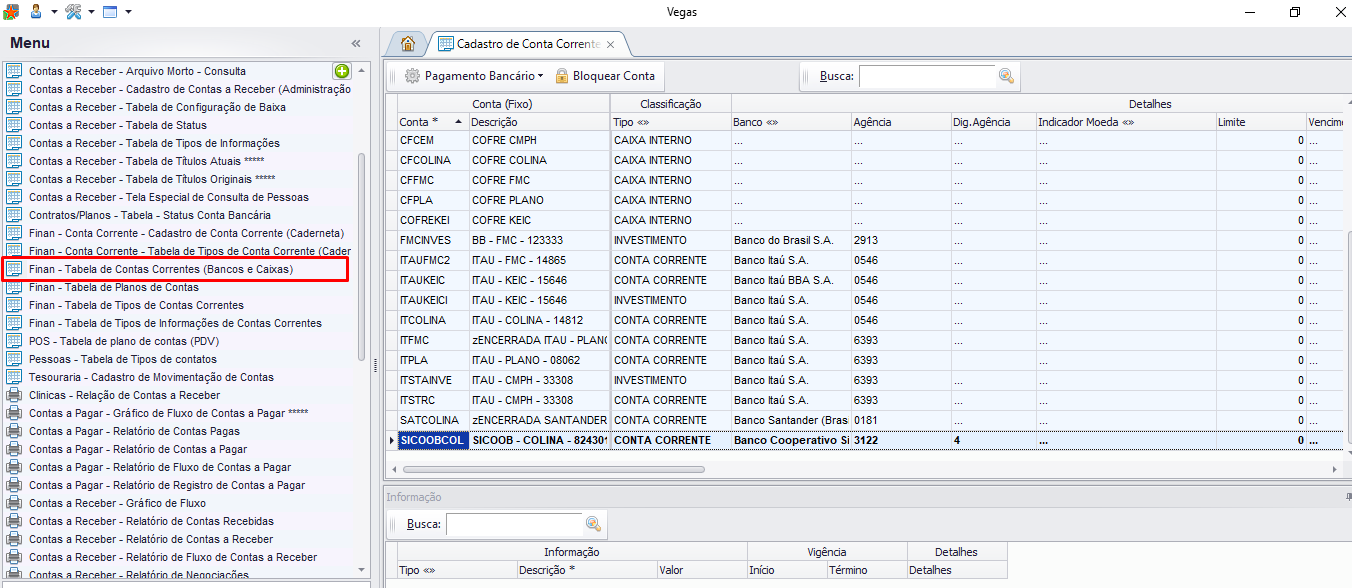 Vegas
Menu
Contas a Receber - Arquivo Morto - Consulta
Contas a Receber - Cadastro de Contas a Receber (Administração
Contas a Receber - Tabela de Configuração de Baixa
Contas a Receber - Tabela de Status
Contas a Receber - Tabela de Tipos de Informações
Contas a Receber - Tabela de Títulos Atuais *****
Contas a Receber - Tabela de Títulos Originais *****
Contas a Receber - Tela Especial de Consulta de Pessoas
Contratos/Planos - Tabela - Status Conta Bancária
Finan - Conta Corrente - Cadastro de Conta Corrente (Caderneta)
Finan - Conta Corrente - Tabela de Tipos de Conta Corrente (Cader
Finan - Tabela de Contas Correntes (Bancos e Caixas)
Finan - Tabela de Planos de Contas
Finan - Tabela de Tipos de Contas Correntes
Finan - Tabela de Tipos de Informações de Contas Correntes
POS - Tabela de plano de contas (PDV)
Pessoas - Tabela de Tipos de contatos
Tesouraria - Cadastro de Movimentação de Contas
Clinicas - Relação de Contas a Receber
Contas a Pagar - Gráfico de Fluxo de Contas a Pagar *****
Contas a Pagar - Relatório de Contas Pagas
Contas a Pagar - Relatório de Contas a Pagar
Contas a Pagar - Relatório de Fluxo de Contas a Pagar
Contas a Pagar - Relatório de Registro de Contas a Pagar
Contas a Receber - Gráfico de Fluxo
Contas a Receber - Relatório de Contas Recebidas
Contas a Receber - Relatório de Contas a Receber
Contas a Receber - Relatório de Fluxo de Contas a Receber
Contas a Receber - Relatório de Negociações
Cadastro de Conta Corrente
Pagamento Bancário Bloquear Conta Busca:
Conta (Fixo) Classificação Detalhes
Conta * Descrição Tipo Banco Agência Dig.Agência Indicador Moeda Limite Vencime
CFCEM COFRE CMPH CAIXA INTERNO ... ... ... 0 ...
CFCOLINA COFRE COLINA CAIXA INTERNO ... ... ... 0 ...
CFFMC COFRE FMC CAIXA INTERNO ... ... ... 0 ...
CFPLA COFRE PLANO CAIXA INTERNO ... ... ... 0 ...
COFREKEI COFRE KEIC CAIXA INTERNO ... ... ... 0 ...
FMCINVES BB - FMC - 123333 INVESTIMENTO Banco do Brasil S.A. 2913 ... ... 0 ...
ITAUFMC2 ITAU - FMC - 14865 CONTA CORRENTE Banco Itaú S.A. 0546 ... ... 0 ...
ITAUKEIC ITAU - KEIC - 15646 CONTA CORRENTE Banco Itaú BBA S.A. 0546 ... ... 0 ...
ITAUKEICI ITAU - KEIC - 15646 INVESTIMENTO Banco Itaú S.A. 0546 ... ... 0 ...
ITCOLINA ITAU - COLINA - 14812 CONTA CORRENTE Banco Itaú S.A. 0546 ... ... 0 ...
ITFMC zENCERRADA ITAU - PLANO CONTA CORRENTE Banco Itaú S.A. 6393 ... ... 0 ...
ITPLA ITAU - PLANO - 08062 CONTA CORRENTE Banco Itaú S.A. 6393 ... ... 0 ...
ITSTAINVE ITAU - CMPH - 33308 INVESTIMENTO Banco Itaú S.A. 6393 ... ... 0 ...
ITSTRC ITAU - CMPH - 33308 CONTA CORRENTE Banco Itaú S.A. 6393 ... ... 0 ...
SATCOLINA zENCERRADA SANTANDER CONTA CORRENTE Banco Santander (Bras 0181 ... ... 0 ...
SICOOBCOL SICOOB - COLINA - 824301 CONTA CORRENTE Banco Cooperativo Si 3122 4 ... 0 ...
Informação
Busca:
Informação Vigência Detalhes
Tipo Descrição * Valor Início Término Detalhes